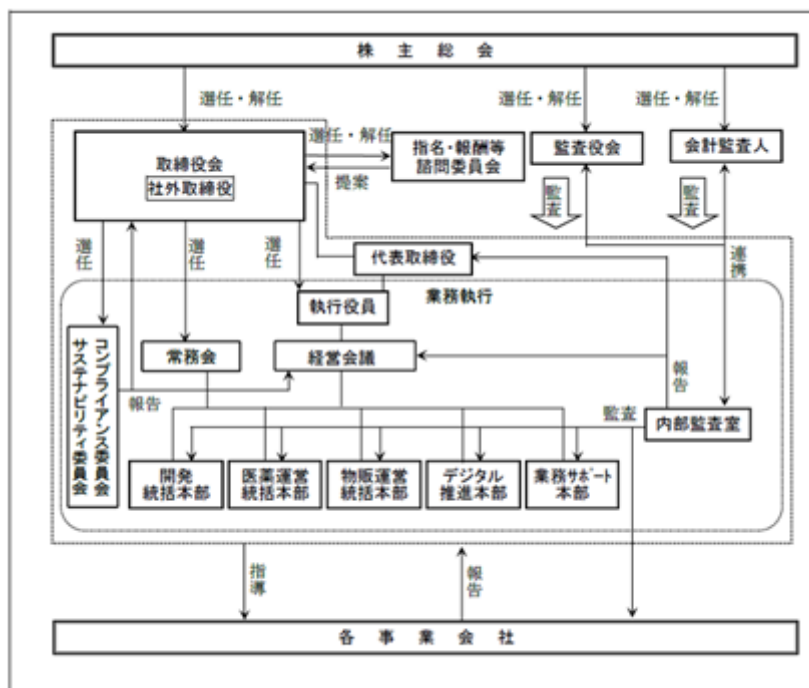 株主総会
選任・解任
選任・解任
選任・解任
取締役会
社外取締役
選任・解任
提案
指名・報酬等
諮問委員会
監査役会
会計監査人
監査
監査
選任
選任
選任
代表取締役
連携
執行役員
業務執行
コンプライアンス委員会
サステナビリティ委員会
常務会
経営会議
報告
報告
監査
内部監査室
開発
統括本部
医薬運営
統括本部
物販運営
統括本部
デジタル
推進本部
業務サポート
本部
指導
報告
各事業会社